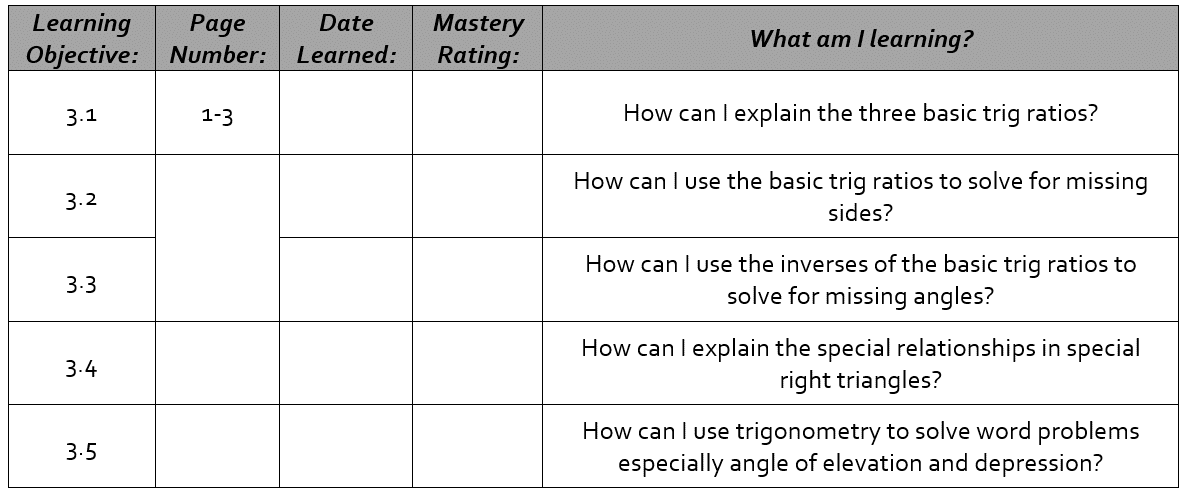 Learning Objective:
Page Number:
Date Learned:
Mastery Rating:
What am I learning?
3.1
1-3
How can I explain the three basic trig ratios?
3.2
How can I use the basic trig ratios to solve for missing
sides?
3.3
How can I use the inverses of the basic trig ratios to
solve for missing angles?
3.4
How can I explain the special relationships in special
right triangles?
3.5
How can I use trigonometry to solve word problems
especially angle of elevation and depression?